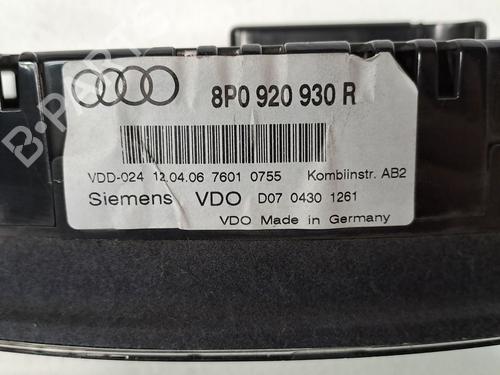 8P0 920 930 R
VDD-024 12.04.06 7601 0755 Kombiinstr. AB2
Siemens VDO D07 0430 1261
VDO Made in Germany
B-PARTS